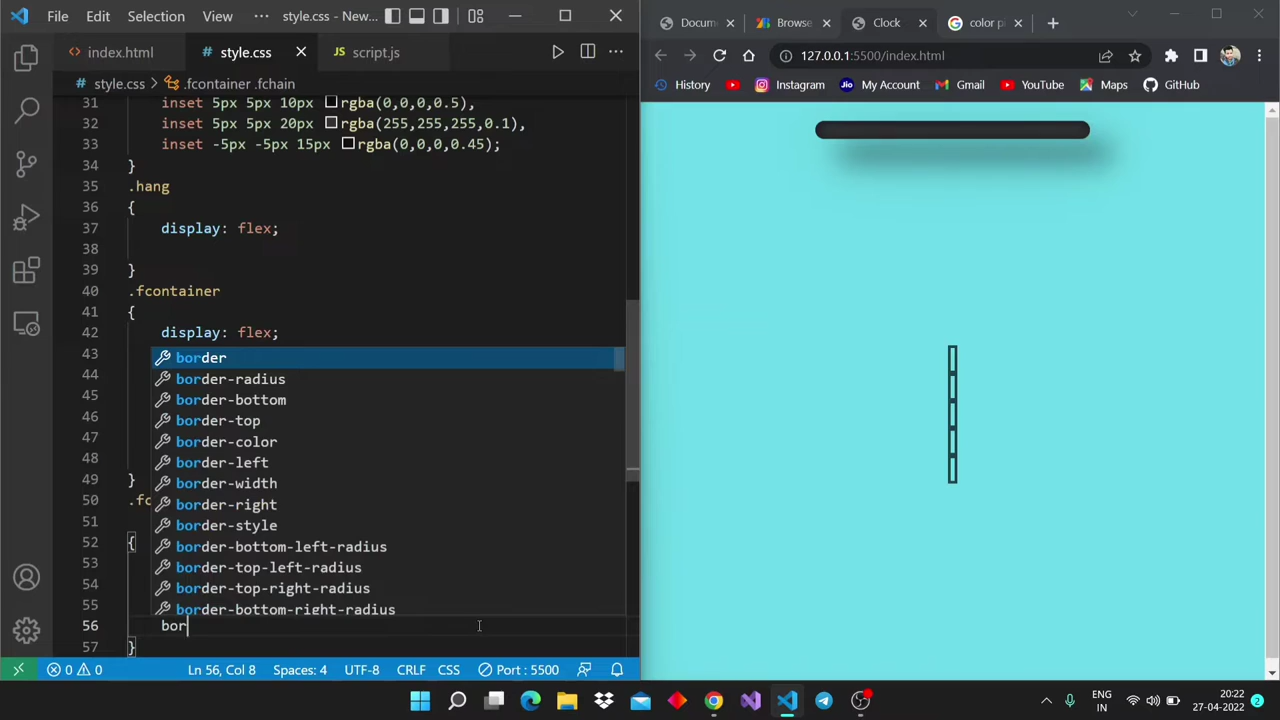 File Edit Selection View ··· style.css - New...
index.html style.css script.js
style.css > .fcontainer .fchain
31 inset 5px 5px 10px rgba(0,0,0,0.5),
32 inset 5px 5px 20px rgba(255,255,255,0.1),
33 inset -5px -5px 15px rgba(0,0,0,0.45);
34 }
35 .hang
36 {
37 display: flex;
38
39 }
40 .fcontainer
41 {
42 display: flex;
43 border
44 border-radius
45 border-bottom
46 border-top
47 border-color
48 border-left
49 } border-width
50 .fc border-right
51 border-style
52 { border-bottom-left-radius
53 border-top-left-radius
54 border-top-right-radius
55 border-bottom-right-radius
56 bor
57 }
0 0 Ln 56, Col 8 Spaces: 4 UTF-8 CRLF CSS Port : 5500
Docum Browse Clock color pi
127.0.0.1:5500/index.html
History Instagram Jio My Account Gmail YouTube Maps GitHub
ENG
IN
20:22
27-04-2022
2